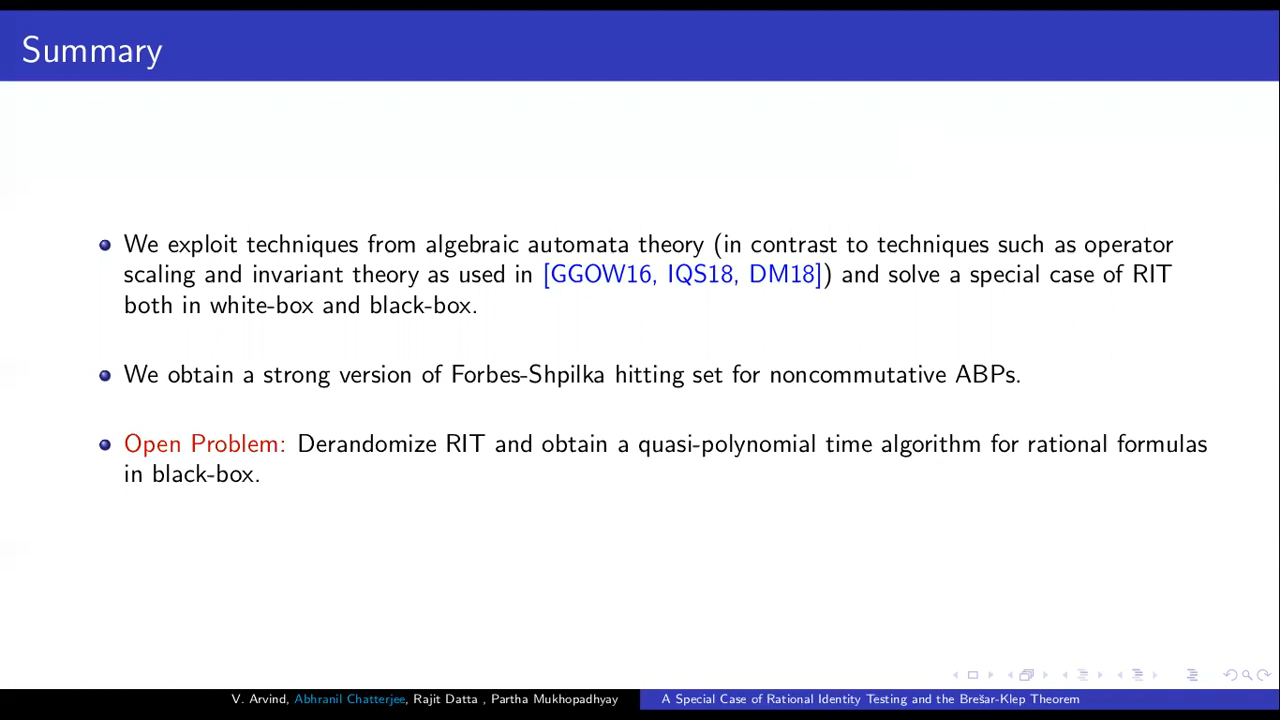 Summary
We exploit techniques from algebraic automata theory (in contrast to techniques such as operator
scaling and invariant theory as used in [GGOW16, IQS18, DM18]) and solve a special case of RIT
both in white-box and black-box.
We obtain a strong version of Forbes-Shpilka hitting set for noncommutative ABPs.
Open Problem: Derandomize RIT and obtain a quasi-polynomial time algorithm for rational formulas
in black-box.
V. Arvind, Abhranil Chatterjee, Rajit Datta , Partha Mukhopadhyay
A Special Case of Rational Identity Testing and the Brešar-Klep Theorem